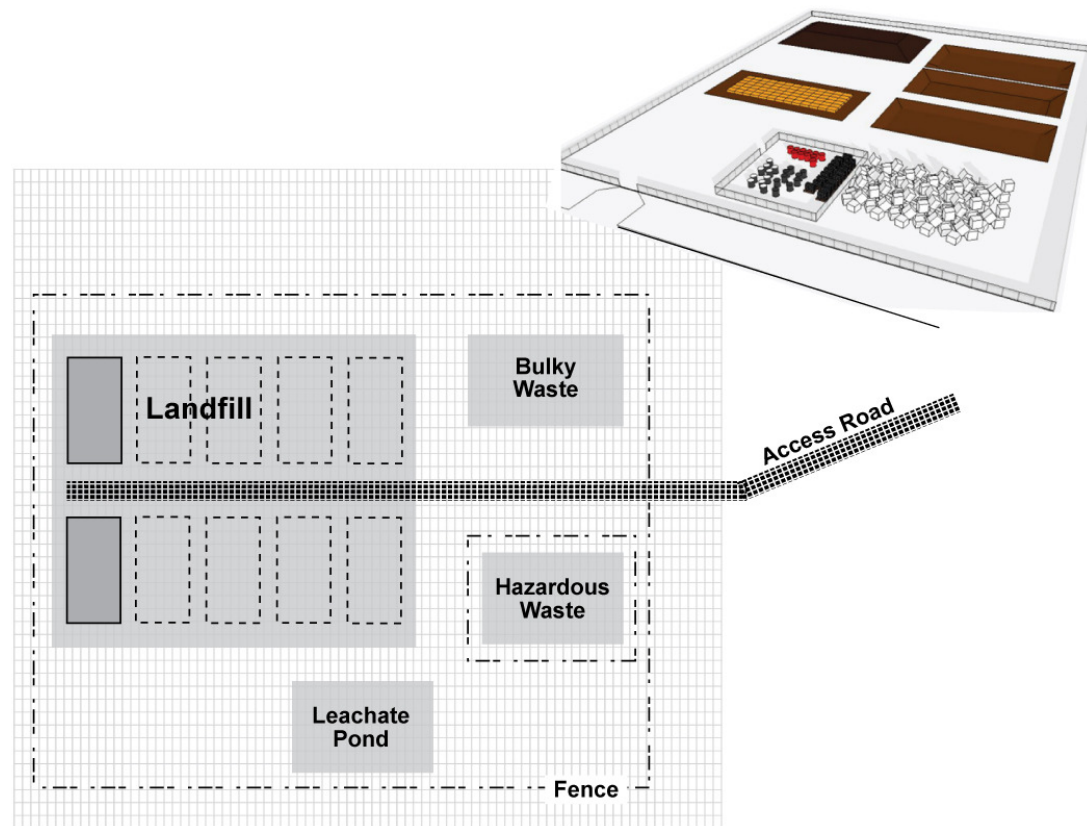 Bulky
Waste
Landfill
Access Road
Hazardous
Waste
Leachate
Pond
Fence